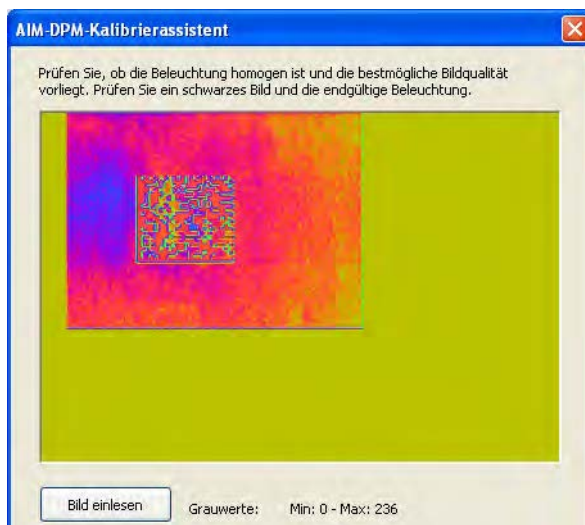 AIM-DPM-Kalibrierassistent
Prüfen Sie, ob die Beleuchtung homogen ist und die bestmögliche Bildqualität
vorliegt. Prüfen Sie ein schwarzes Bild und die endgültige Beleuchtung.
Bild einlesen Grauwerte: Min: 0 - Max: 236